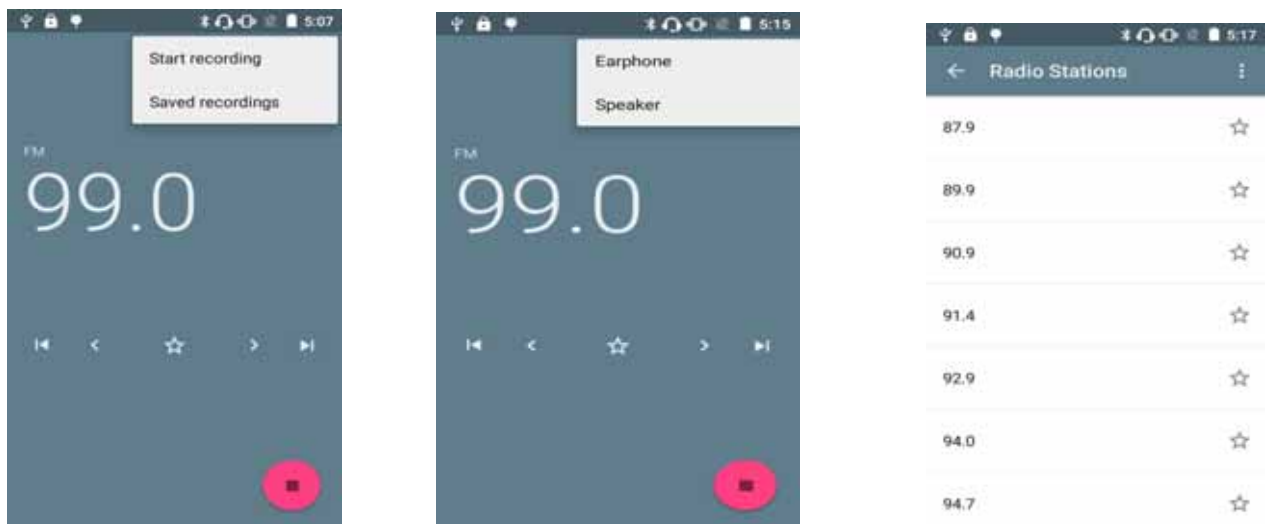 5:07
Start recording
Saved recordings
FM
99.0
5:15
Earphone
Speaker
FM
99.0
5:17
Radio Stations
87.9
89.9
90.9
91.4
92.9
94.0
94.7